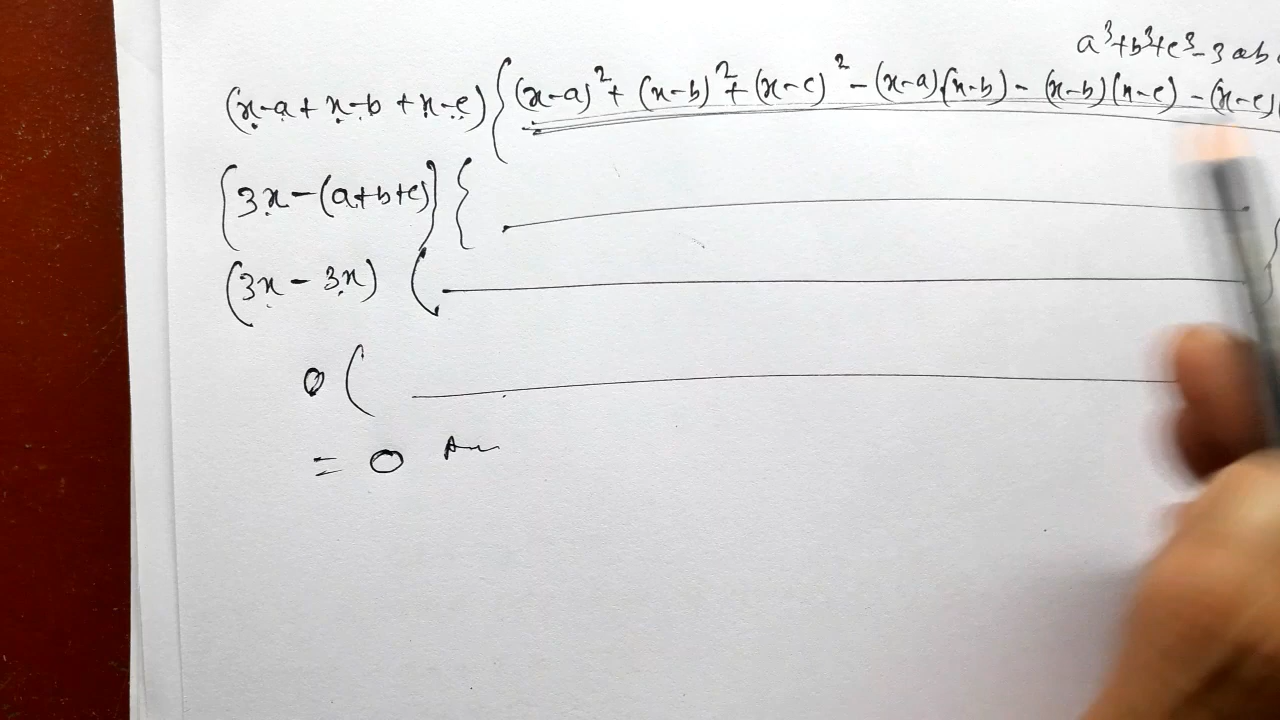 a³+b³+c³-3ab
(x-a+x-b+x-c){(x-a)²+(x-b)²+(x-c)²-(x-a)(x-b)-(x-b)(x-c)-(x-c)
{3x-(a+b+c)}{
(3x-3x)(
0(
=0